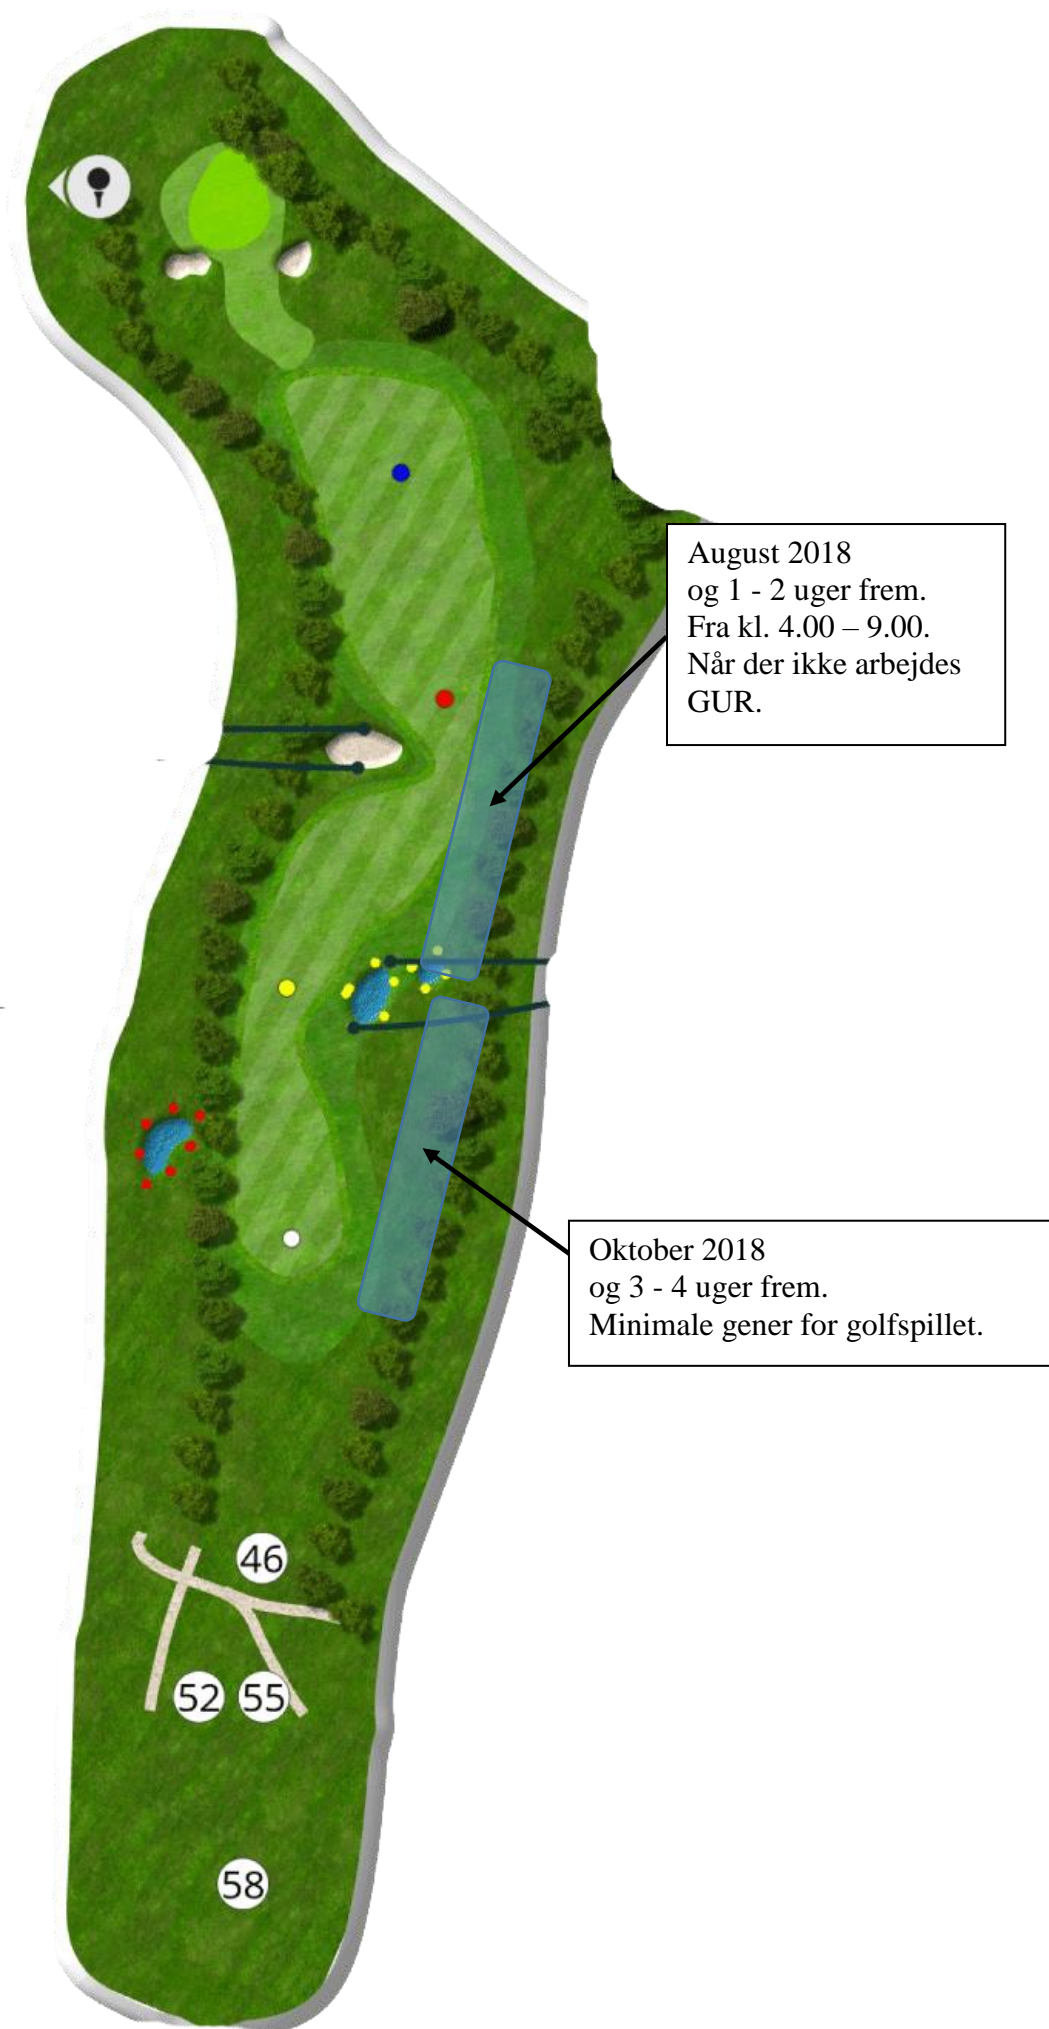 August 2018
og 1 - 2 uger frem.
Fra kl. 4.00 – 9.00.
Når der ikke arbejdes
GUR.
Oktober 2018
og 3 - 4 uger frem.
Minimale gener for golfspillet.
46
52 55
58